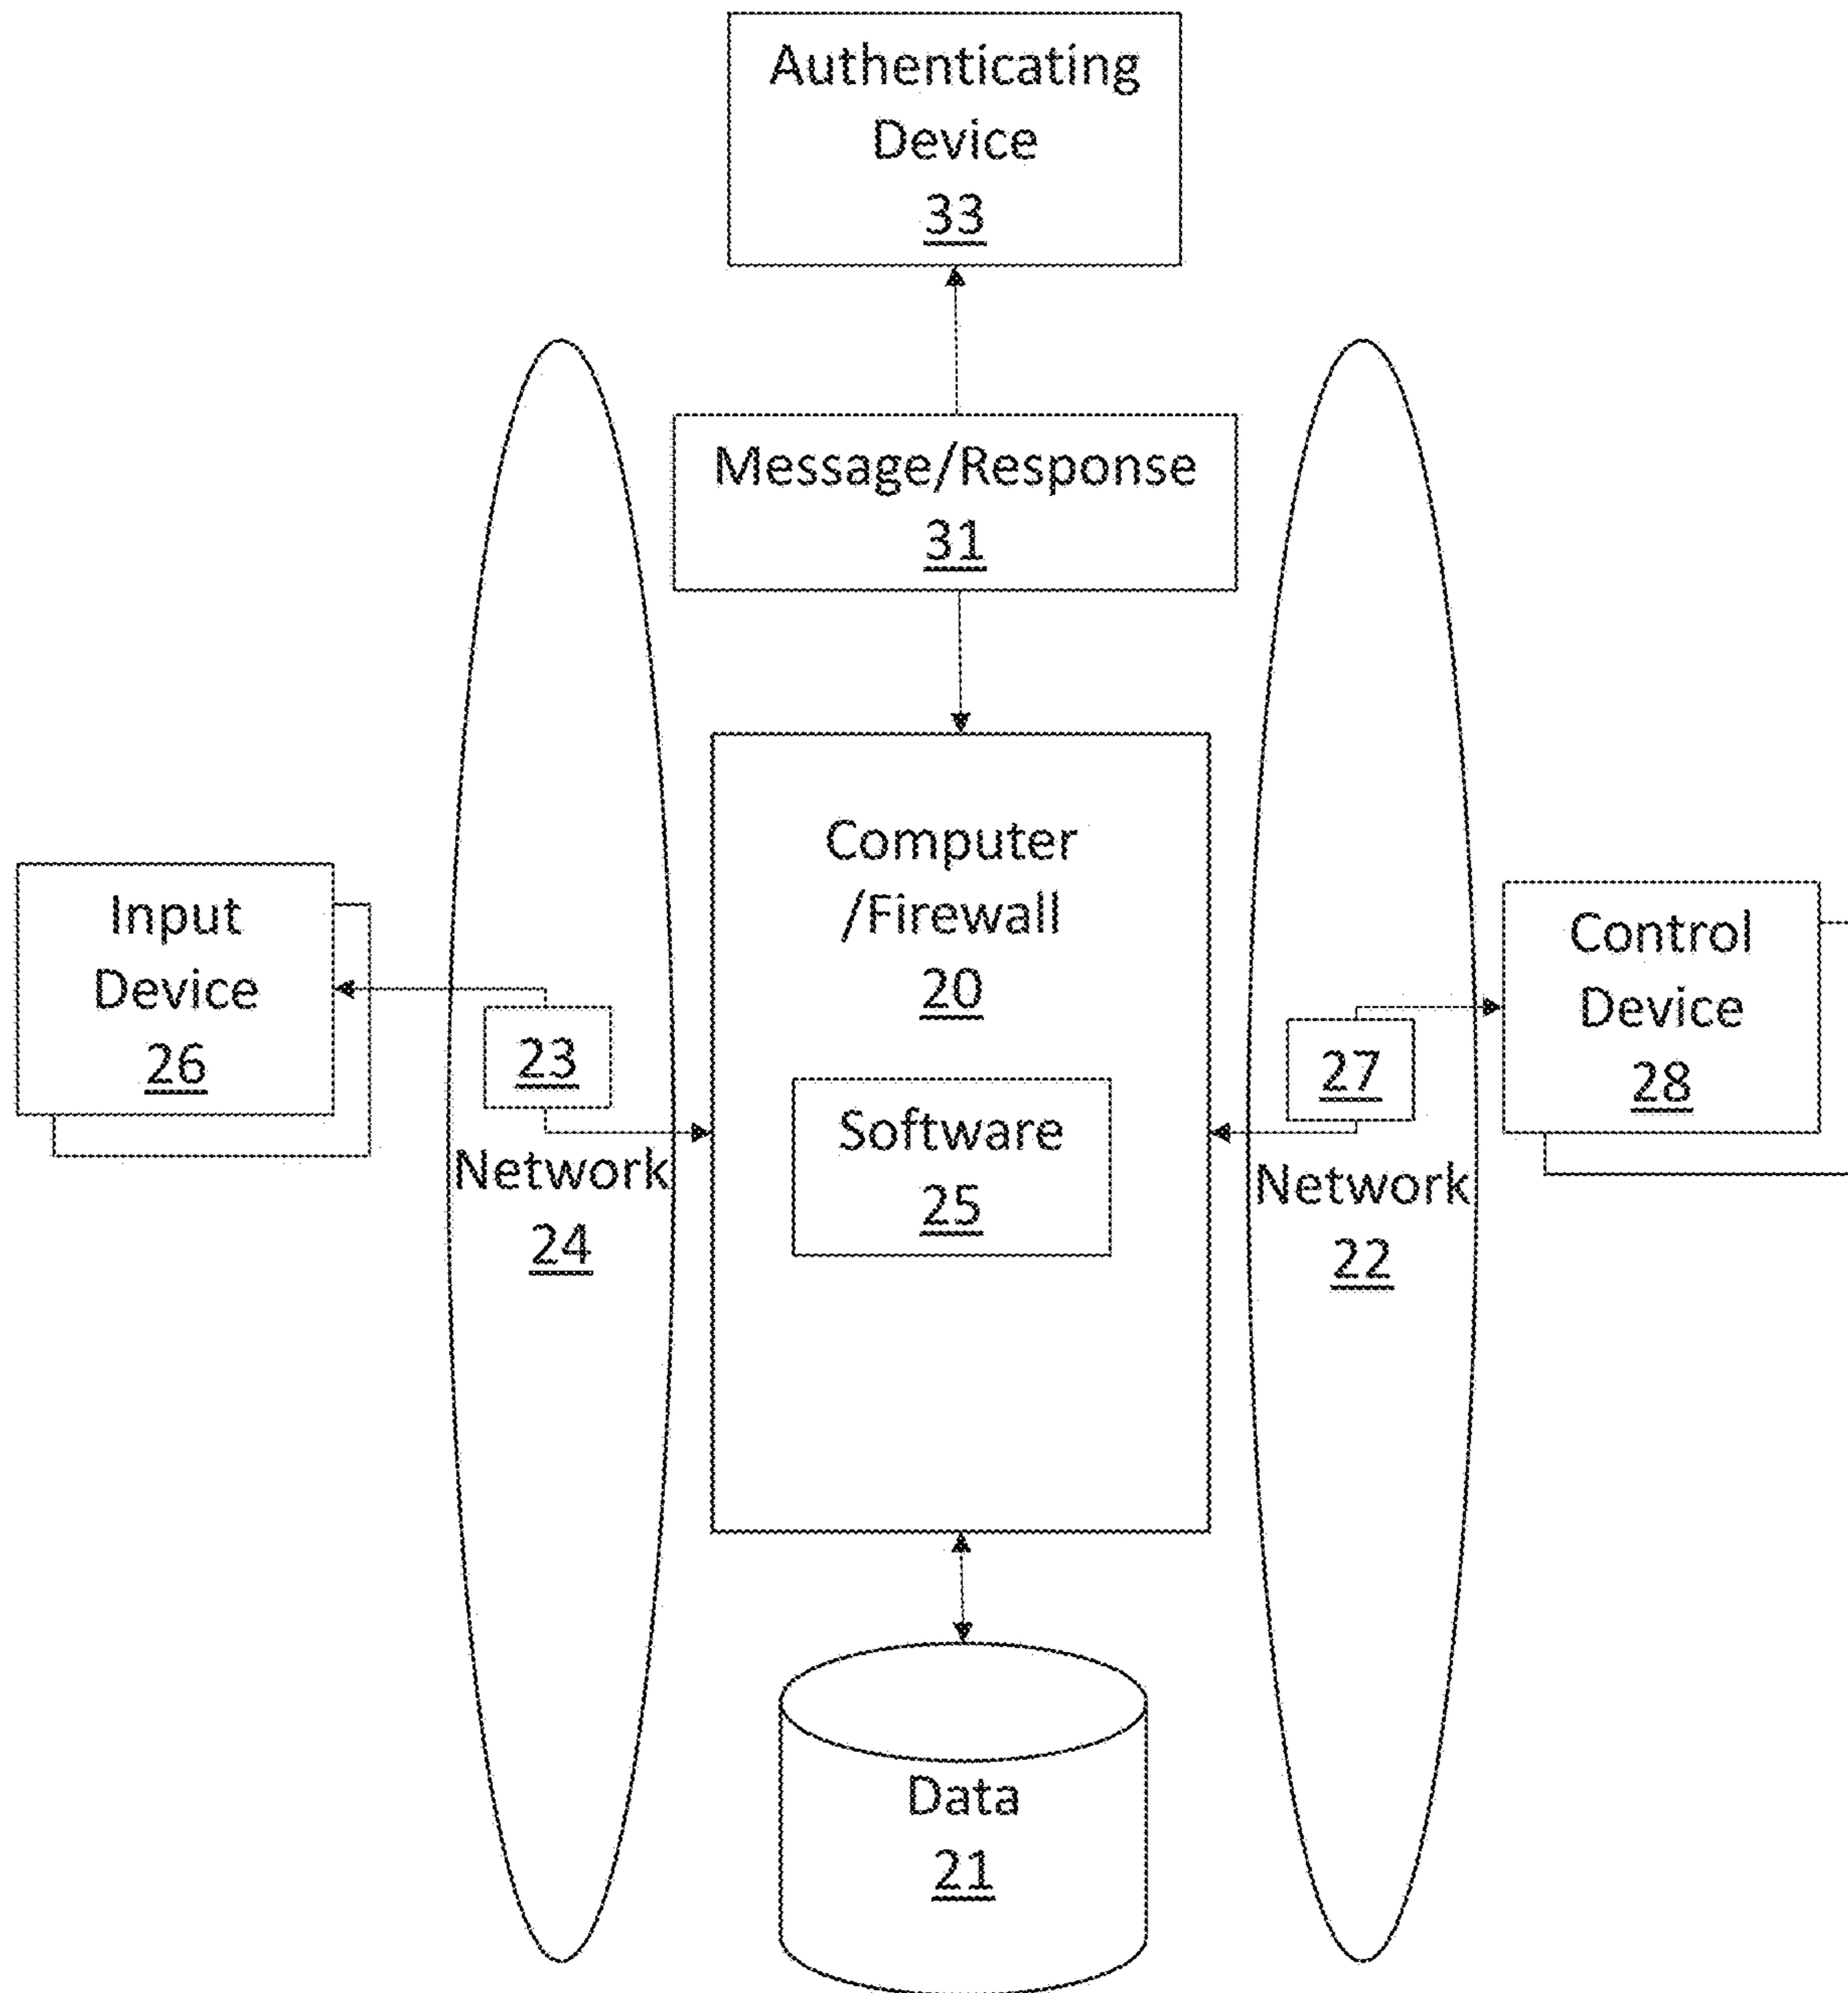 Authenticating
Device
33
Message/Response
31
Computer
/Firewall
20
Input
Device
26
Control
Device
28
23
27
Software
25
Network
24
Network
22
Data
21